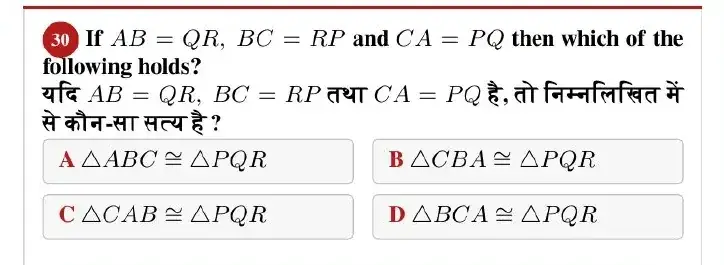 30 If AB = QR, BC = RP and CA = PQ then which of the
following holds?
यदि AB = QR, BC = RP तथा CA = PQ है, तो निम्नलिखित में
से कौन-सा सत्य है ?
A △ABC ≅ △PQR
B △CBA ≅ △PQR
C △CAB ≅ △PQR
D △BCA ≅ △PQR